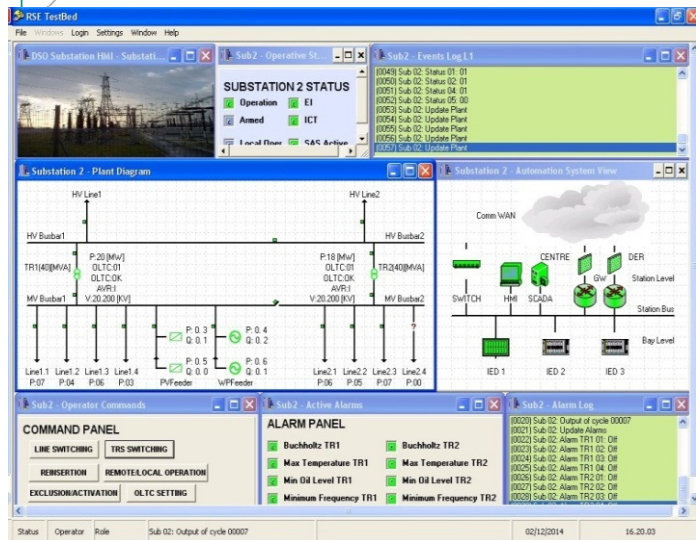 RSE TestBed
File Windows Login Settings Window Help
DSO Substation HMI - Substati...
Sub2 - Operative St...
SUBSTATION 2 STATUS
Operation EI
Armed ICT
Local Oper SAS Active
Sub2 - Events Log L1
(0049) Sub 02: Status 01: 01
(0050) Sub 02: Status 02: 01
(0051) Sub 02: Status 04: 01
(0052) Sub 02: Status 05: 00
(0053) Sub 02: Update Plant
(0054) Sub 02: Update Plant
(0055) Sub 02: Update Plant
(0056) Sub 02: Update Plant
(0057) Sub 02: Update Plant
Substation 2 - Plant Diagram
HV Line1 HV Line2
HV Busbar1 HV Busbar2
P:20 [MW] P:18 [MW]
OLTC:01 OLTC:01
TR1(40)[MVA] OLTC:OK OLTC:OK TR2(40)[MVA]
AVR:I AVR:I
MV Busbar1 V:20.200 [KV] V:20.200 [KV] MV Busbar2
P: 0.3 P: 0.4
Q: 0.1 Q: 0.2
?
P: 0.5 P: 0.6
Q: 0.0 Q: 0.1
Line1.1 Line1.2 Line1.3 Line1.4 PVFeeder WPFeeder Line2.1 Line2.2 Line2.3 Line2.4
P:07 P:04 P:06 P:03 P:06 P:05 P:07 P:00
Substation 2 - Automation System View
Comm WAN
CENTRE DER
GW Station Level
SWITCH HMI SCADA
Station Bus
Bay Level
IED 1 IED 2 IED 3
Sub2 - Operator Commands
COMMAND PANEL
LINE SWITCHING TRS SWITCHING
REINSERTION REMOTE/LOCAL OPERATION
EXCLUSION/ACTIVATION OLTC SETTING
Sub2 - Active Alarms
ALARM PANEL
Buchholtz TR1 Buchholtz TR2
Max Temperature TR1 Max Temperature TR2
Min Oil Level TR1 Min Oil Level TR2
Minimum Frequency TR1 Minimum Frequency TR2
Sub2 - Alarm Log
(0020) Sub 02: Output of cycle 00007
(0021) Sub 02: Update Alarms
(0022) Sub 02: Alarm TR1 01: Off
(0023) Sub 02: Alarm TR1 02: Off
(0024) Sub 02: Alarm TR1 03: Off
(0025) Sub 02: Alarm TR1 04: Off
(0026) Sub 02: Alarm TR2 01: Off
(0027) Sub 02: Alarm TR2 02: Off
(0028) Sub 02: Alarm TR2 03: Off
Status Operator Role Sub 02: Output of cycle 00007 02/12/2014 16.20.03